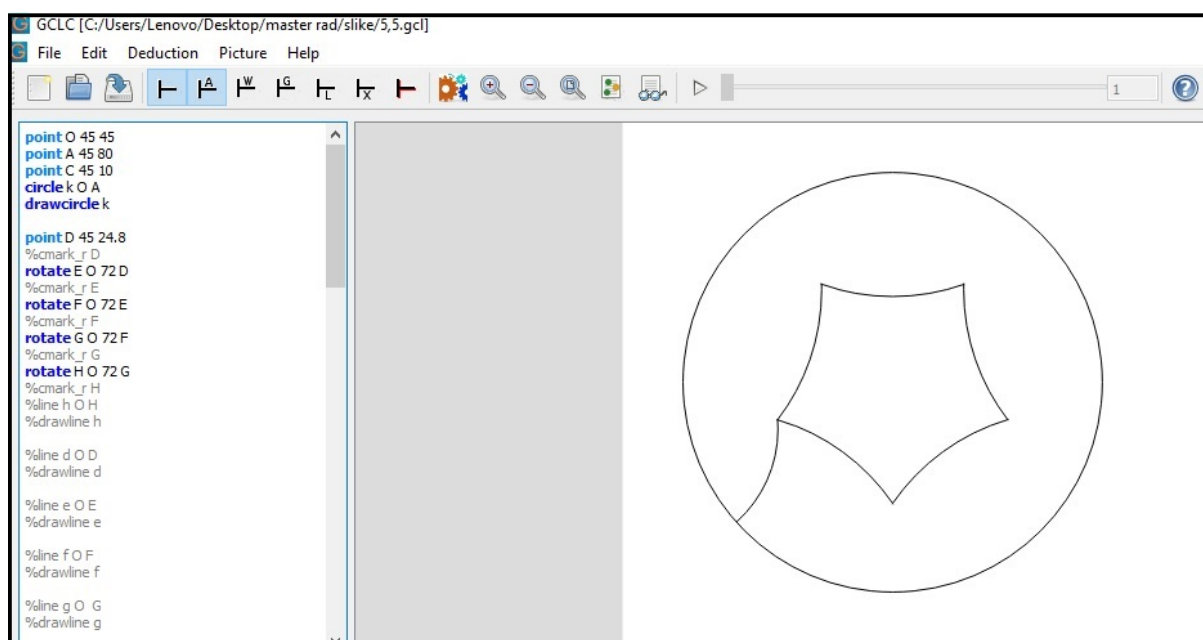 GCLC [C:/Users/Lenovo/Desktop/master rad/slike/5,5.gcl]
File Edit Deduction Picture Help
A W G L X 1
point O 45 45
point A 45 80
point C 45 10
circle k O A
drawcircle k
point D 45 24.8
%cmark_r D
rotate E O 72 D
%cmark_r E
rotate F O 72 E
%cmark_r F
rotate G O 72 F
%cmark_r G
rotate H O 72 G
%cmark_r H
%line h O H
%drawline h
%line d O D
%drawline d
%line e O E
%drawline e
%line f O F
%drawline f
%line g O  G
%drawline g